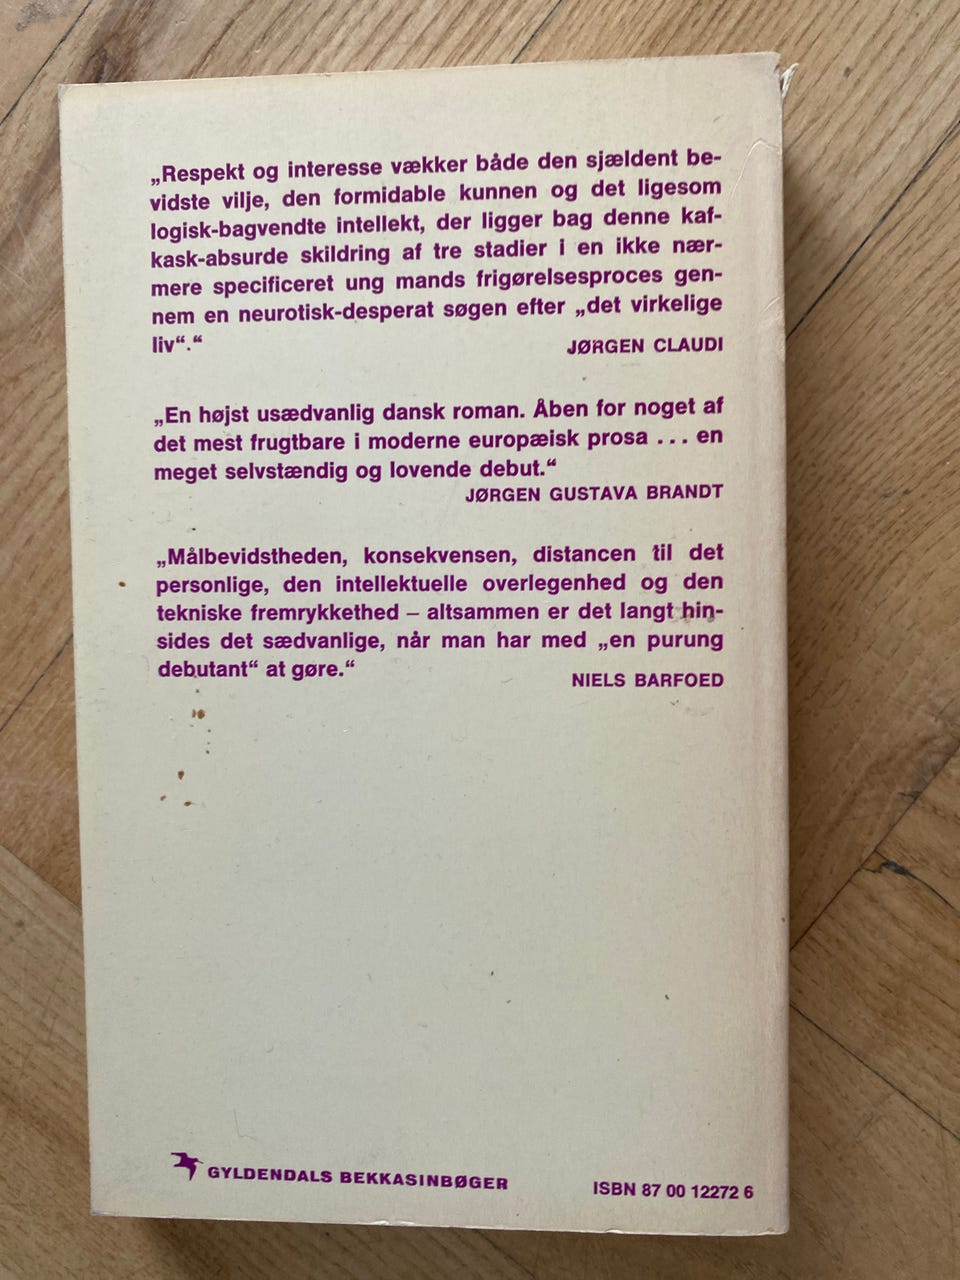 „Respekt og interesse vækker både den sjældent be-
vidste vilje, den formidable kunnen og det ligesom
logisk-bagvendte intellekt, der ligger bag denne kaf-
kask-absurde skildring af tre stadier i en ikke nær-
mere specificeret ung mands frigørelsesproces gen-
nem en neurotisk-desperat søgen efter „det virkelige
liv“.“
JØRGEN CLAUDI
„En højst usædvanlig dansk roman. Åben for noget af
det mest frugtbare i moderne europæisk prosa ... en
meget selvstændig og lovende debut.“
JØRGEN GUSTAVA BRANDT
„Målbevidstheden, konsekvensen, distancen til det
personlige, den intellektuelle overlegenhed og den
tekniske fremrykkethed – altsammen er det langt hin-
sides det sædvanlige, når man har med „en purung
debutant“ at gøre.“
NIELS BARFOED
GYLDENDALS BEKKASINBØGER
ISBN 87 00 12272 6